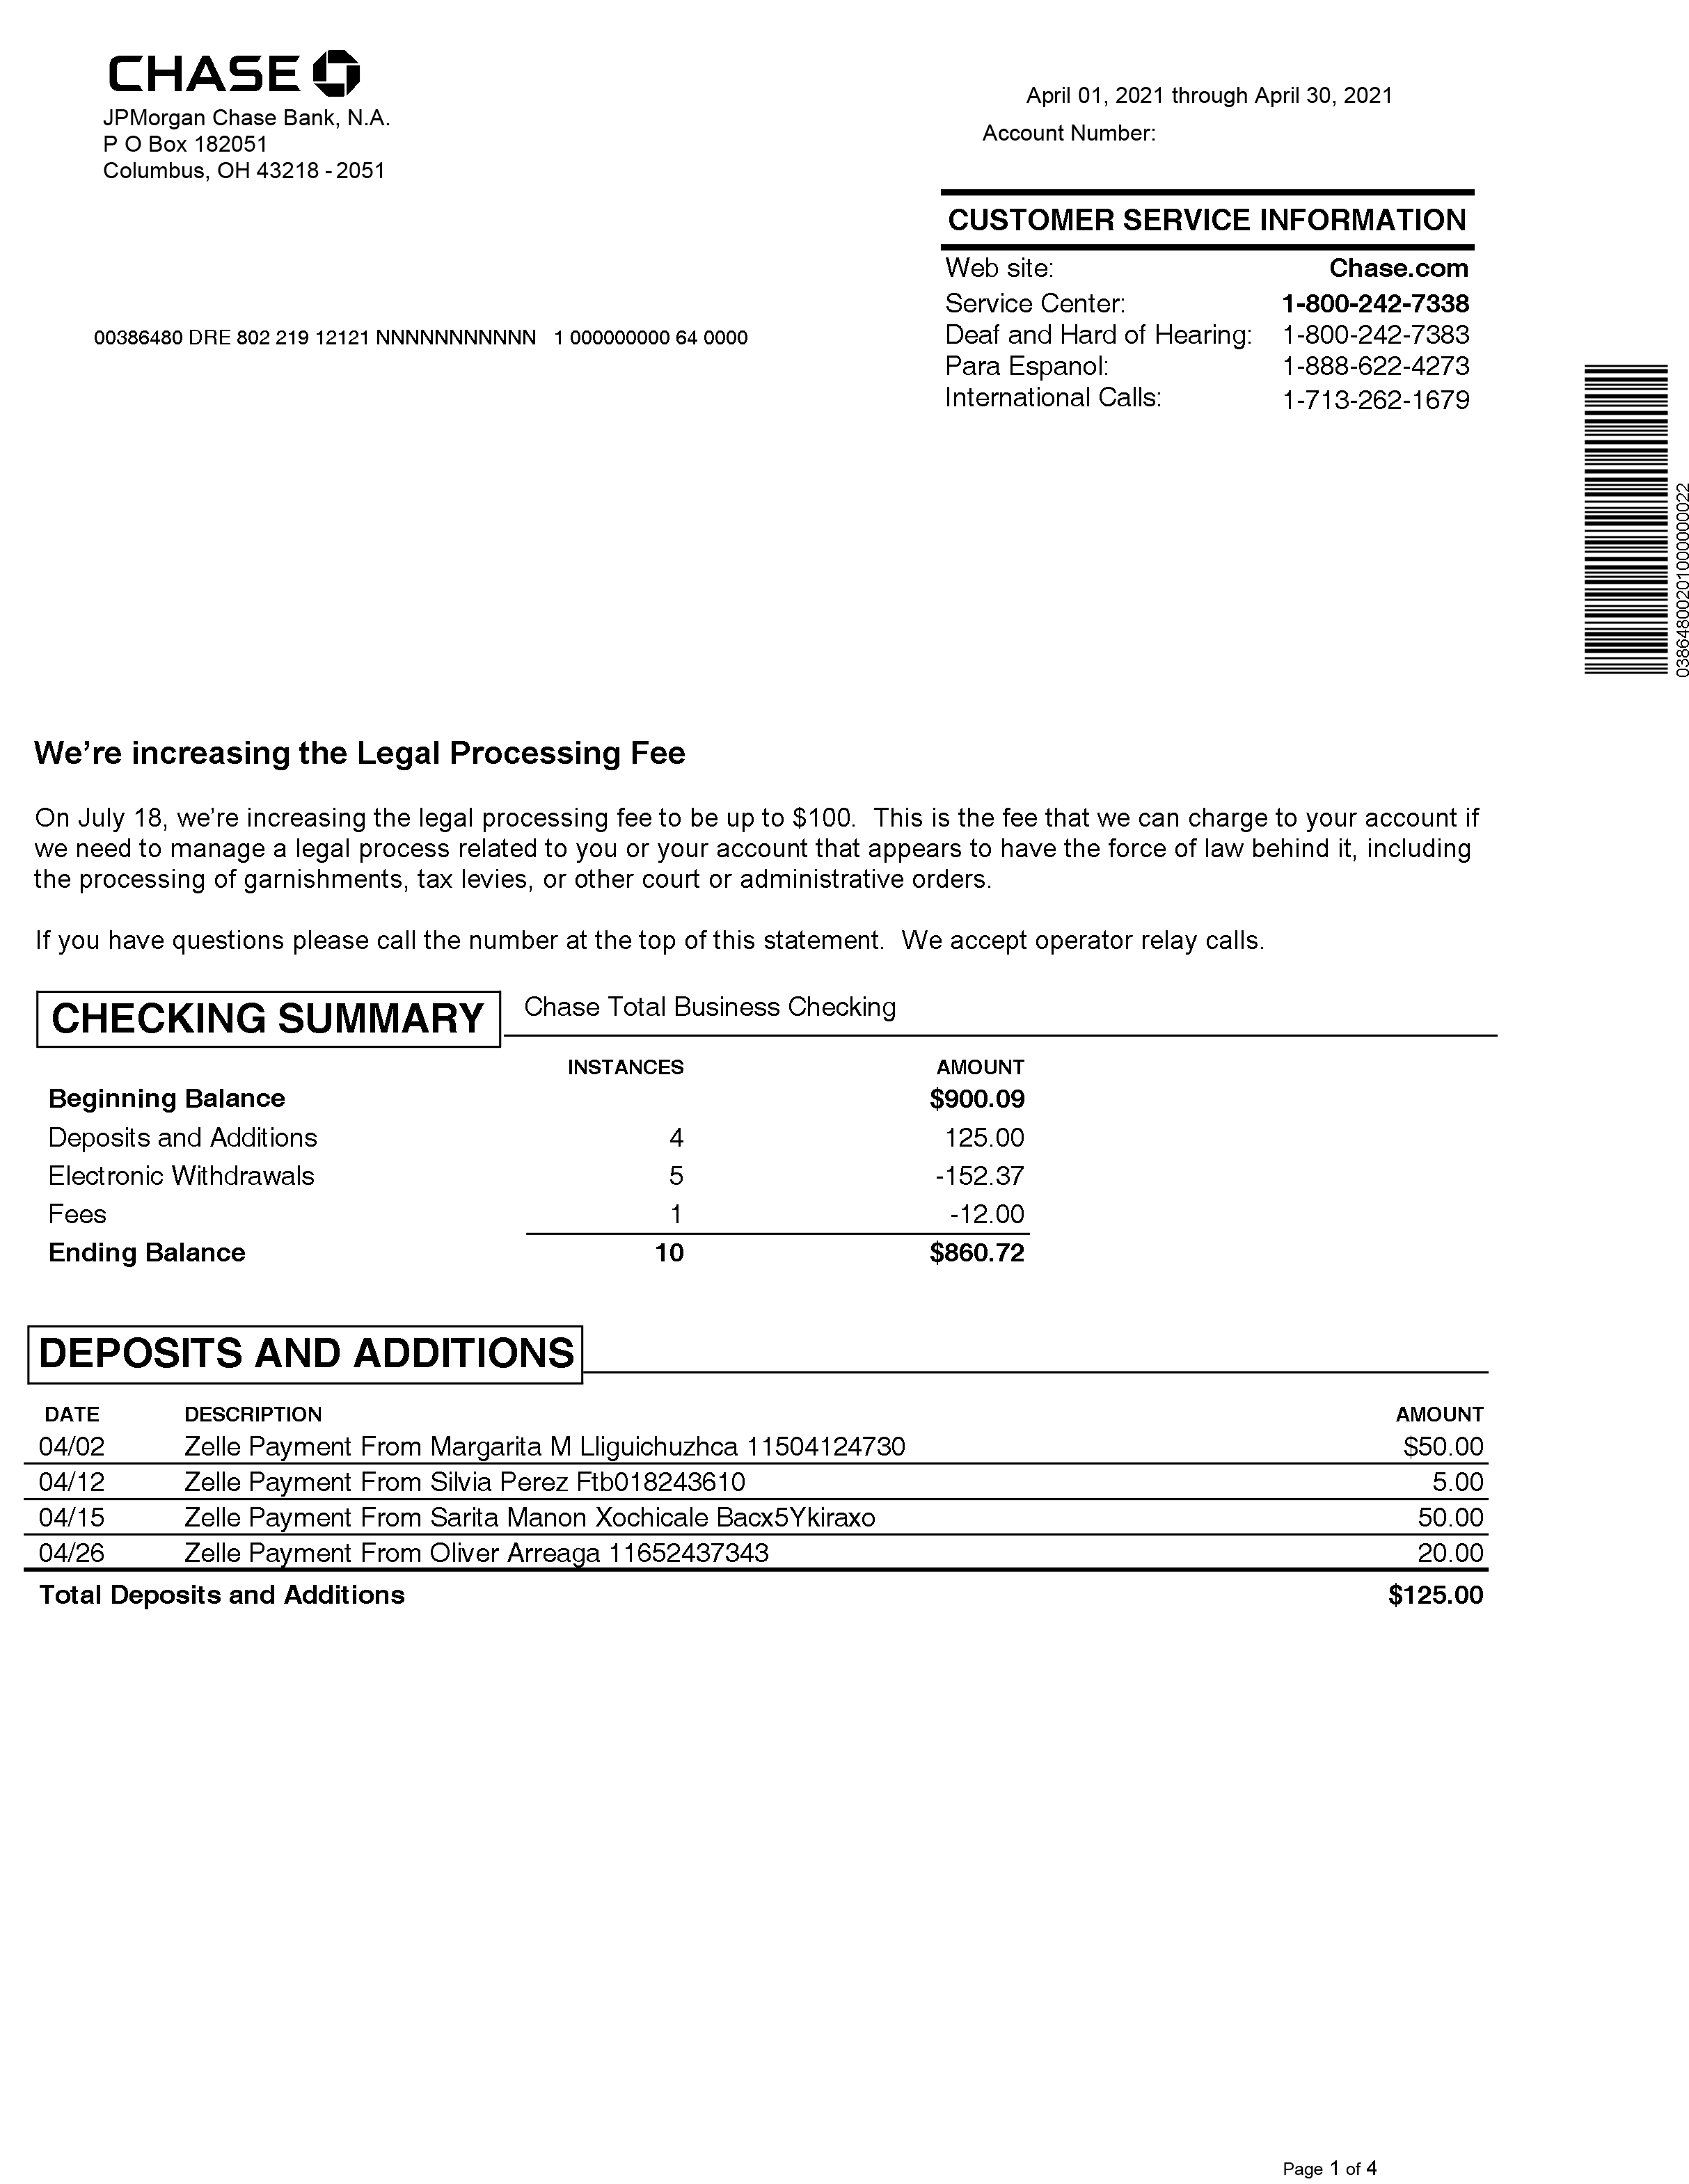 CHASE
JPMorgan Chase Bank, N.A.
P O Box 182051
Columbus, OH 43218 - 2051
April 01, 2021 through April 30, 2021
Account Number:
CUSTOMER SERVICE INFORMATION
Web site: Chase.com
Service Center: 1-800-242-7338
Deaf and Hard of Hearing: 1-800-242-7383
Para Espanol: 1-888-622-4273
International Calls: 1-713-262-1679
00386480 DRE 802 219 12121 NNNNNNNNNNN 1 000000000 64 0000
03864800201000000022
We’re increasing the Legal Processing Fee
On July 18, we’re increasing the legal processing fee to be up to $100. This is the fee that we can charge to your account if
we need to manage a legal process related to you or your account that appears to have the force of law behind it, including
the processing of garnishments, tax levies, or other court or administrative orders.
If you have questions please call the number at the top of this statement. We accept operator relay calls.
CHECKING SUMMARY Chase Total Business Checking
INSTANCES AMOUNT
Beginning Balance $900.09
Deposits and Additions 4 125.00
Electronic Withdrawals 5 -152.37
Fees 1 -12.00
Ending Balance 10 $860.72
DEPOSITS AND ADDITIONS
DATE DESCRIPTION AMOUNT
04/02 Zelle Payment From Margarita M Lliguichuzhca 11504124730 $50.00
04/12 Zelle Payment From Silvia Perez Ftb018243610 5.00
04/15 Zelle Payment From Sarita Manon Xochicale Bacx5Ykiraxo 50.00
04/26 Zelle Payment From Oliver Arreaga 11652437343 20.00
Total Deposits and Additions $125.00
Page 1 of 4